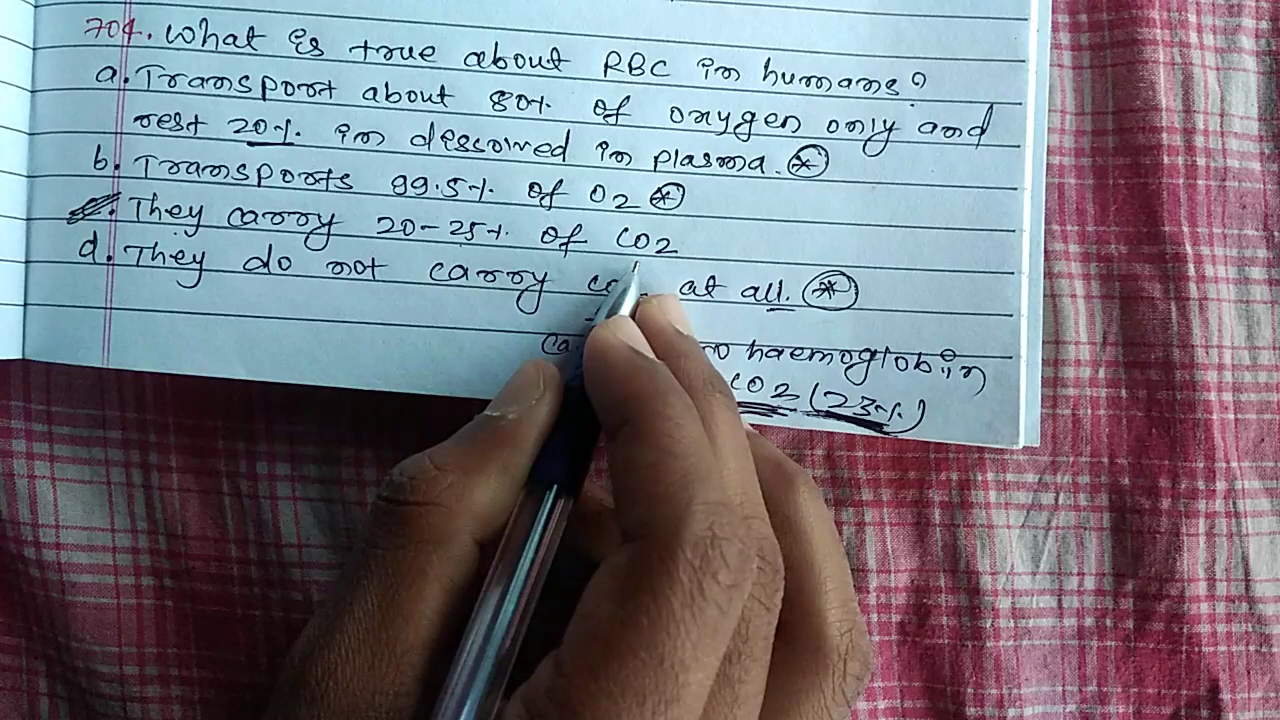 704. What is true about RBC in humans?
a. Transport about 80% of oxygen only and
rest 20% in dissolved in plasma.
b. Transports 99.5% of O2
They carry 20-25% of CO2
d. They do not carry at all.
haemoglobin
CO2 (23%)